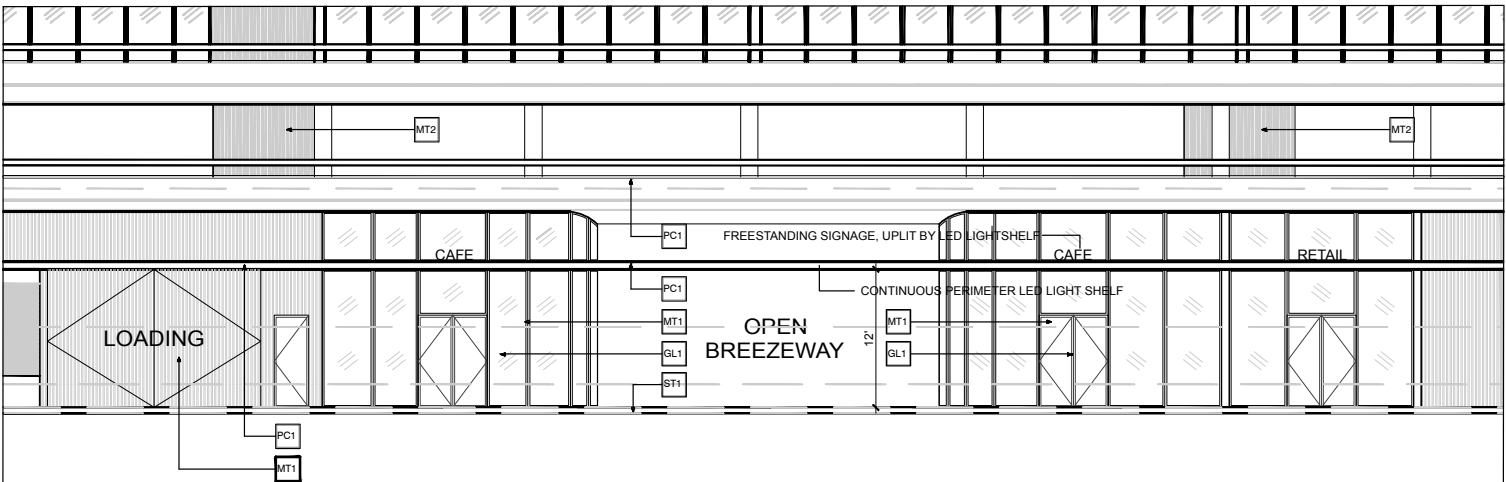 MT2
MT2
PC1
FREESTANDING SIGNAGE, UPLIT BY LED LIGHTSHELF
CAFE
CAFE
RETAIL
PC1
CONTINUOUS PERIMETER LED LIGHT SHELF
MT1
MT1
LOADING
OPEN
BREEZEWAY
12'
GL1
GL1
ST1
PC1
MT1